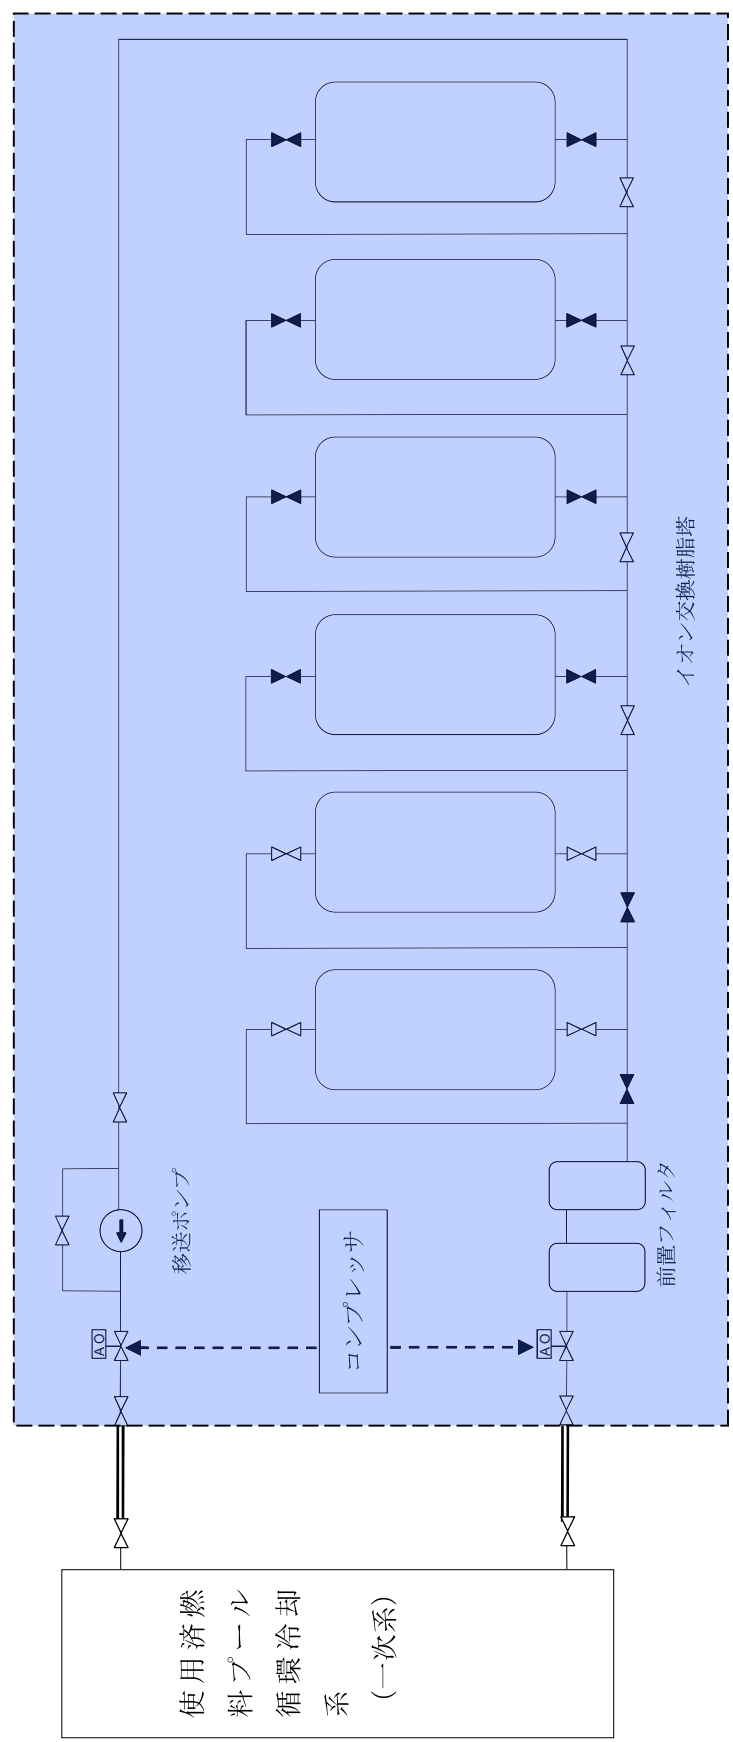 イオン交換樹脂塔
移送ポンプ
AO
コンプレッサ
AO
前置フィルタ
使用済燃
料プール
循環冷却
系
(一次系)